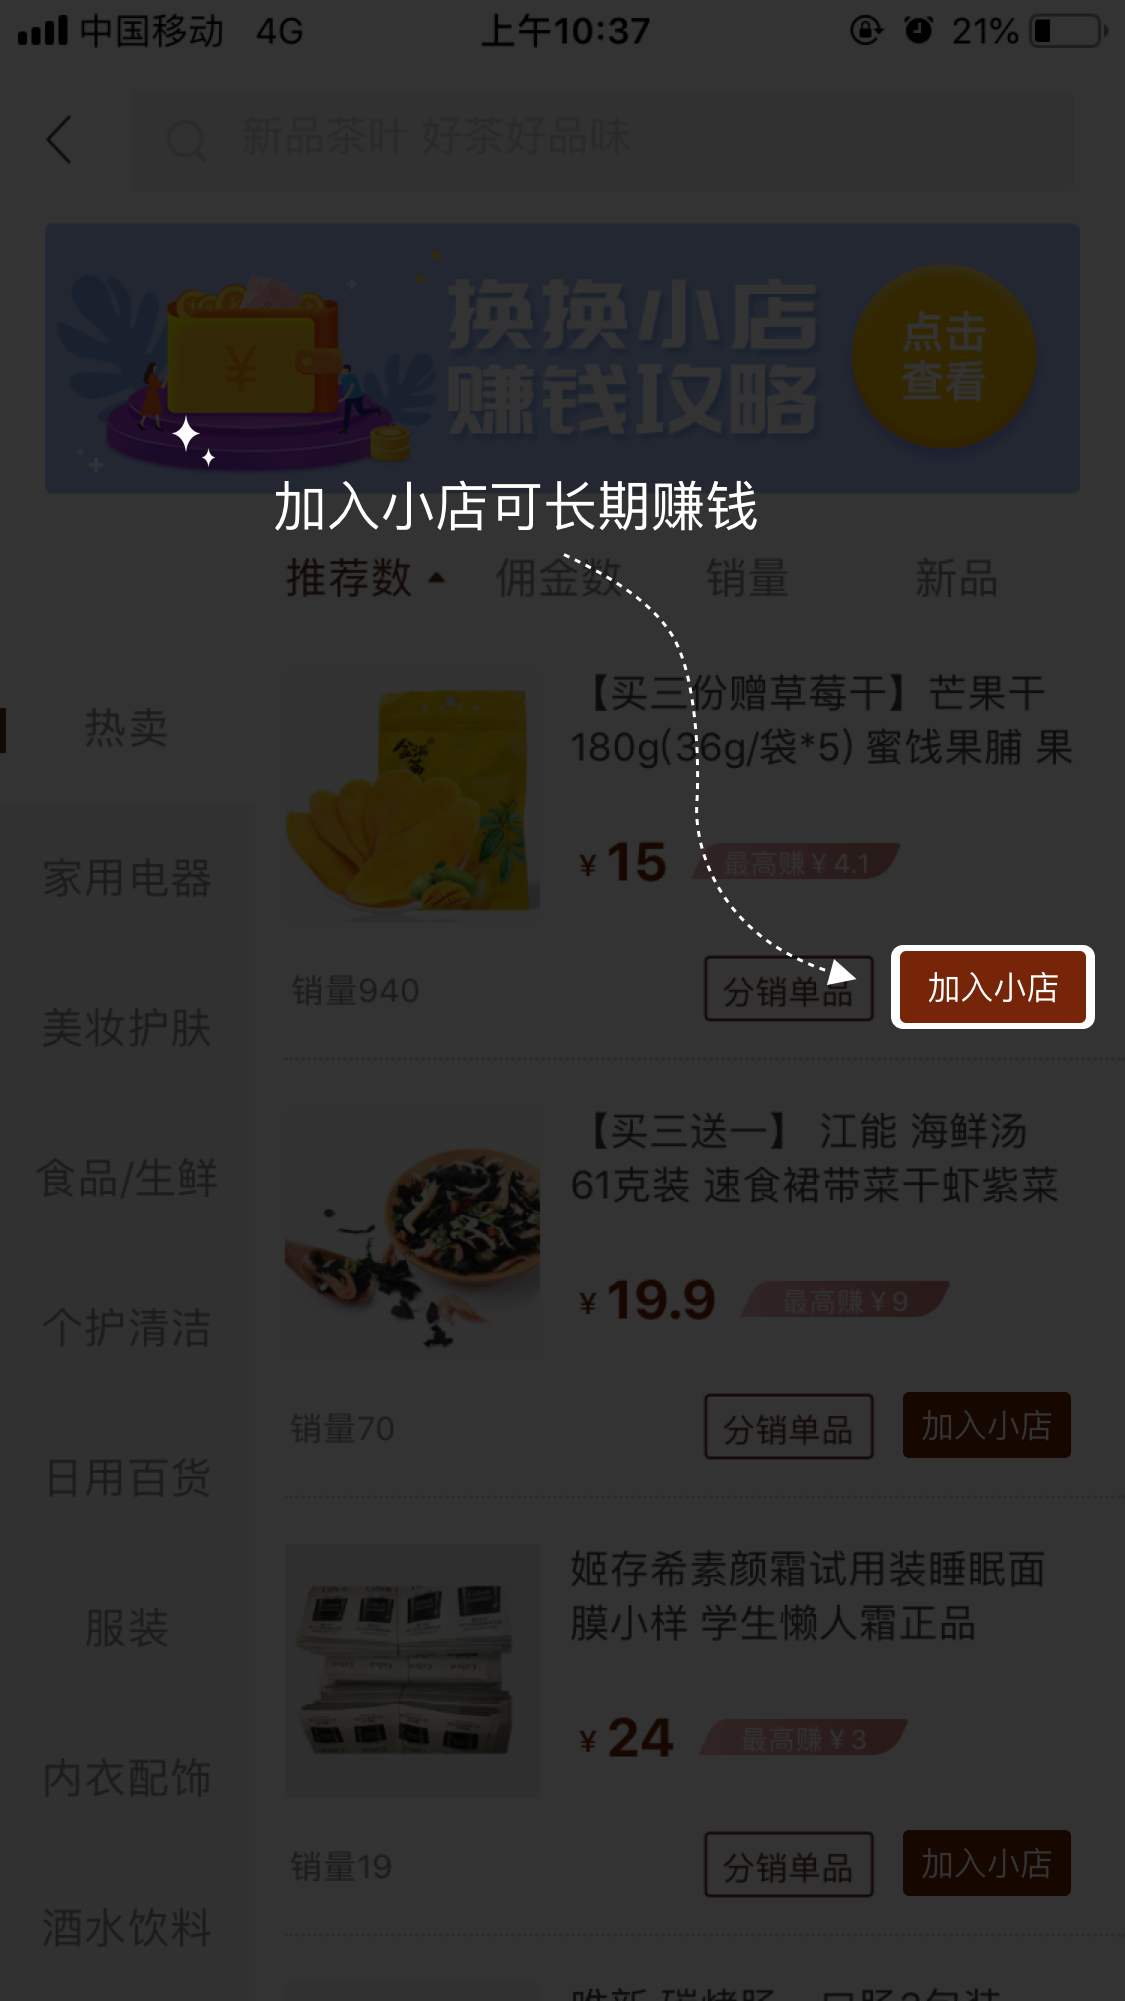 中国移动 4G 上午10:37 21%
新品茶叶 好茶好品味
换换小店
赚钱攻略
点击
查看
加入小店可长期赚钱
推荐数 佣金数 销量 新品
热卖
家用电器
美妆护肤
食品/生鲜
个护清洁
日用百货
服装
内衣配饰
酒水饮料
【买三份赠草莓干】芒果干
180g(36g/袋*5) 蜜饯果脯 果
¥ 15 最高赚¥4.1
销量940 分销单品 加入小店
【买三送一】 江能 海鲜汤
61克装 速食裙带菜干虾紫菜
¥ 19.9 最高赚¥9
销量70 分销单品 加入小店
姬存希素颜霜试用装睡眠面
膜小样 学生懒人霜正品
¥ 24 最高赚¥3
销量19 分销单品 加入小店